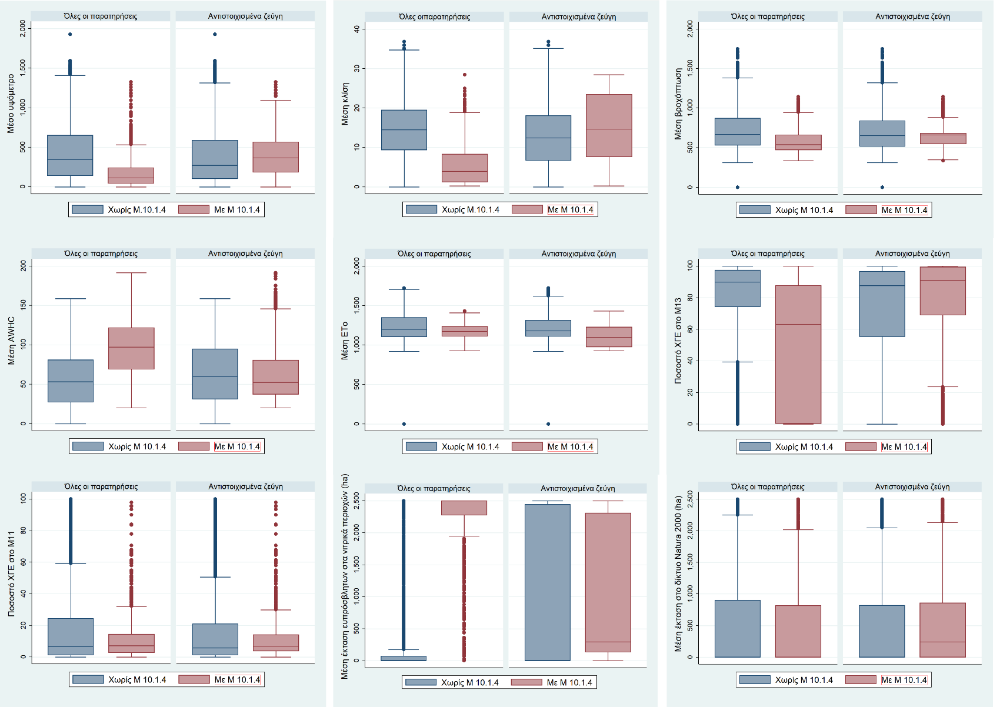 Όλες οι παρατηρήσεις Αντιστοιχισμένα ζεύγη
Μέσο υψόμετρο
2,000
1,500
1,000
500
0
Χωρίς Μ.10.1.4 Με Μ 10.1.4
Όλες οιπαρατηρήσεις Αντιστοιχισμένα ζεύγη
Μέση κλίση
40
30
20
10
0
Χωρίς Μ.10.1.4 Με Μ 10.1.4
Όλες οι παρατηρήσεις Αντιστοιχισμένα ζεύγη
Μέση βροχόπτωση
2,000
1,500
1,000
500
0
Χωρίς Μ 10.1.4 Με Μ 10.1.4
Όλες οι παρατηρήσεις Αντιστοιχισμένα ζεύγη
Μέση AWHC
200
150
100
50
0
Χωρίς Μ 10.1.4 Με Μ 10.1.4
Όλες οι παρατηρήσεις Αντιστοιχισμένα ζεύγη
Μέση ETo
2,000
1,500
1,000
500
0
Χωρίς Μ 10.1.4 Με Μ 10.1.4
Όλες οι παρατηρήσεις Αντιστοιχισμένα ζεύγη
Ποσοστό ΧΓΕ στο Μ13
100
80
60
40
20
0
Χωρίς Μ 10.1.4 Με Μ 10.1.4
Όλες οι παρατηρήσεις Αντιστοιχισμένα ζεύγη
Ποσοστό ΧΓΕ στο Μ11
100
80
60
40
20
0
Χωρίς Μ 10.1.4 Με Μ 10.1.4
Όλες οι παρατηρήσεις Αντιστοιχισμένα ζεύγη
Μέση έκταση ευπρόσβλητων στα νιτρικά περιοχών (ha)
2,500
2,000
1,500
1,000
500
0
Χωρίς Μ 10.1.4 Με Μ 10.1.4
Όλες οι παρατηρήσεις Αντιστοιχισμένα ζεύγη
Μέση έκταση στο δίκτυο Natura 2000 (ha)
2,500
2,000
1,500
1,000
500
0
Χωρίς Μ 10.1.4 Με Μ 10.1.4